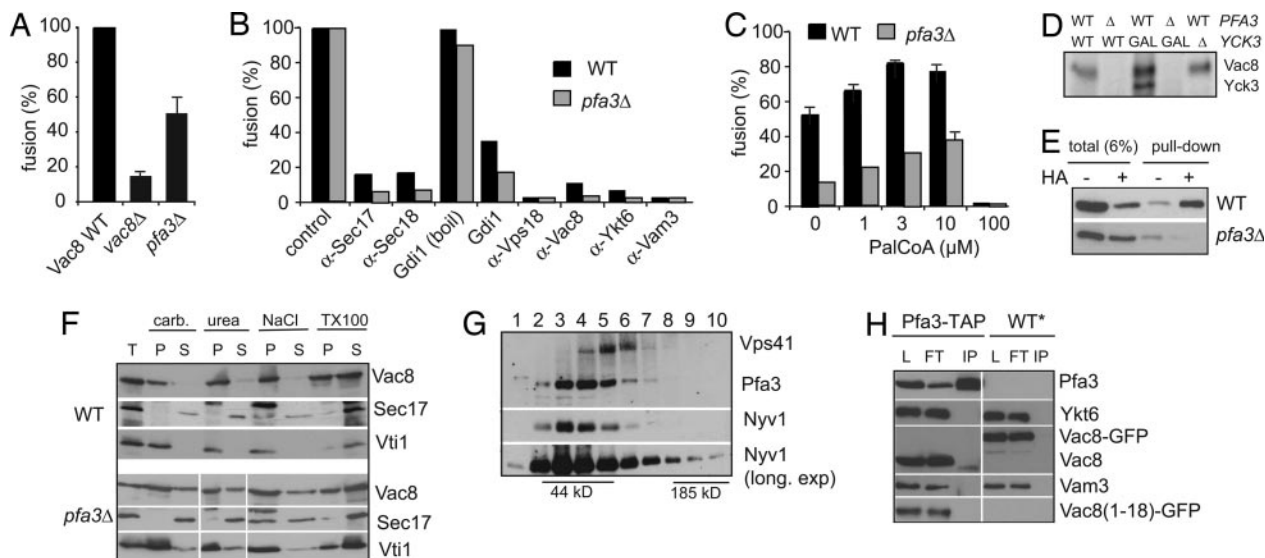 A
fusion (%)
100
80
60
40
20
0
Vac8 WT
vac8Δ
pfa3Δ
B
fusion (%)
100
80
60
40
20
0
WT
pfa3Δ
control
α-Sec17
α-Sec18
Gdi1 (boil)
Gdi1
α-Vps18
α-Vac8
α-Ykt6
α-Vam3
C
WT
pfa3Δ
fusion (%)
80
60
40
20
0
0 1 3 10 100
PalCoA (µM)
D
WT Δ WT Δ WT PFA3
WT WT GAL GAL Δ YCK3
Vac8
Yck3
E
total (6%) pull-down
HA - + - +
WT
pfa3Δ
F
carb. urea NaCl TX100
T P S P S P S P S
WT
Vac8
Sec17
Vti1
pfa3Δ
Vac8
Sec17
Vti1
G
1 2 3 4 5 6 7 8 9 10
Vps41
Pfa3
Nyv1
Nyv1
(long. exp)
44 kD 185 kD
H
Pfa3-TAP WT*
L FT IP L FT IP
Pfa3
Ykt6
Vac8-GFP
Vac8
Vam3
Vac8(1-18)-GFP